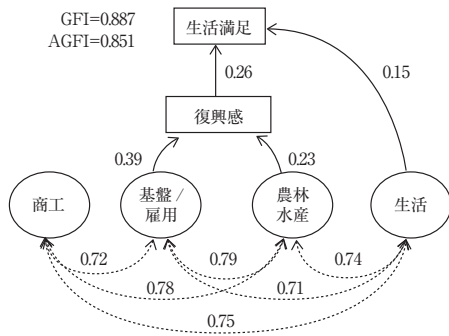 GFI=0.887
AGFI=0.851
生活満足
0.26
0.15
復興感
0.39
0.23
商工
基盤 /
雇用
農林
水産
生活
0.72
0.79
0.74
0.78
0.71
0.75